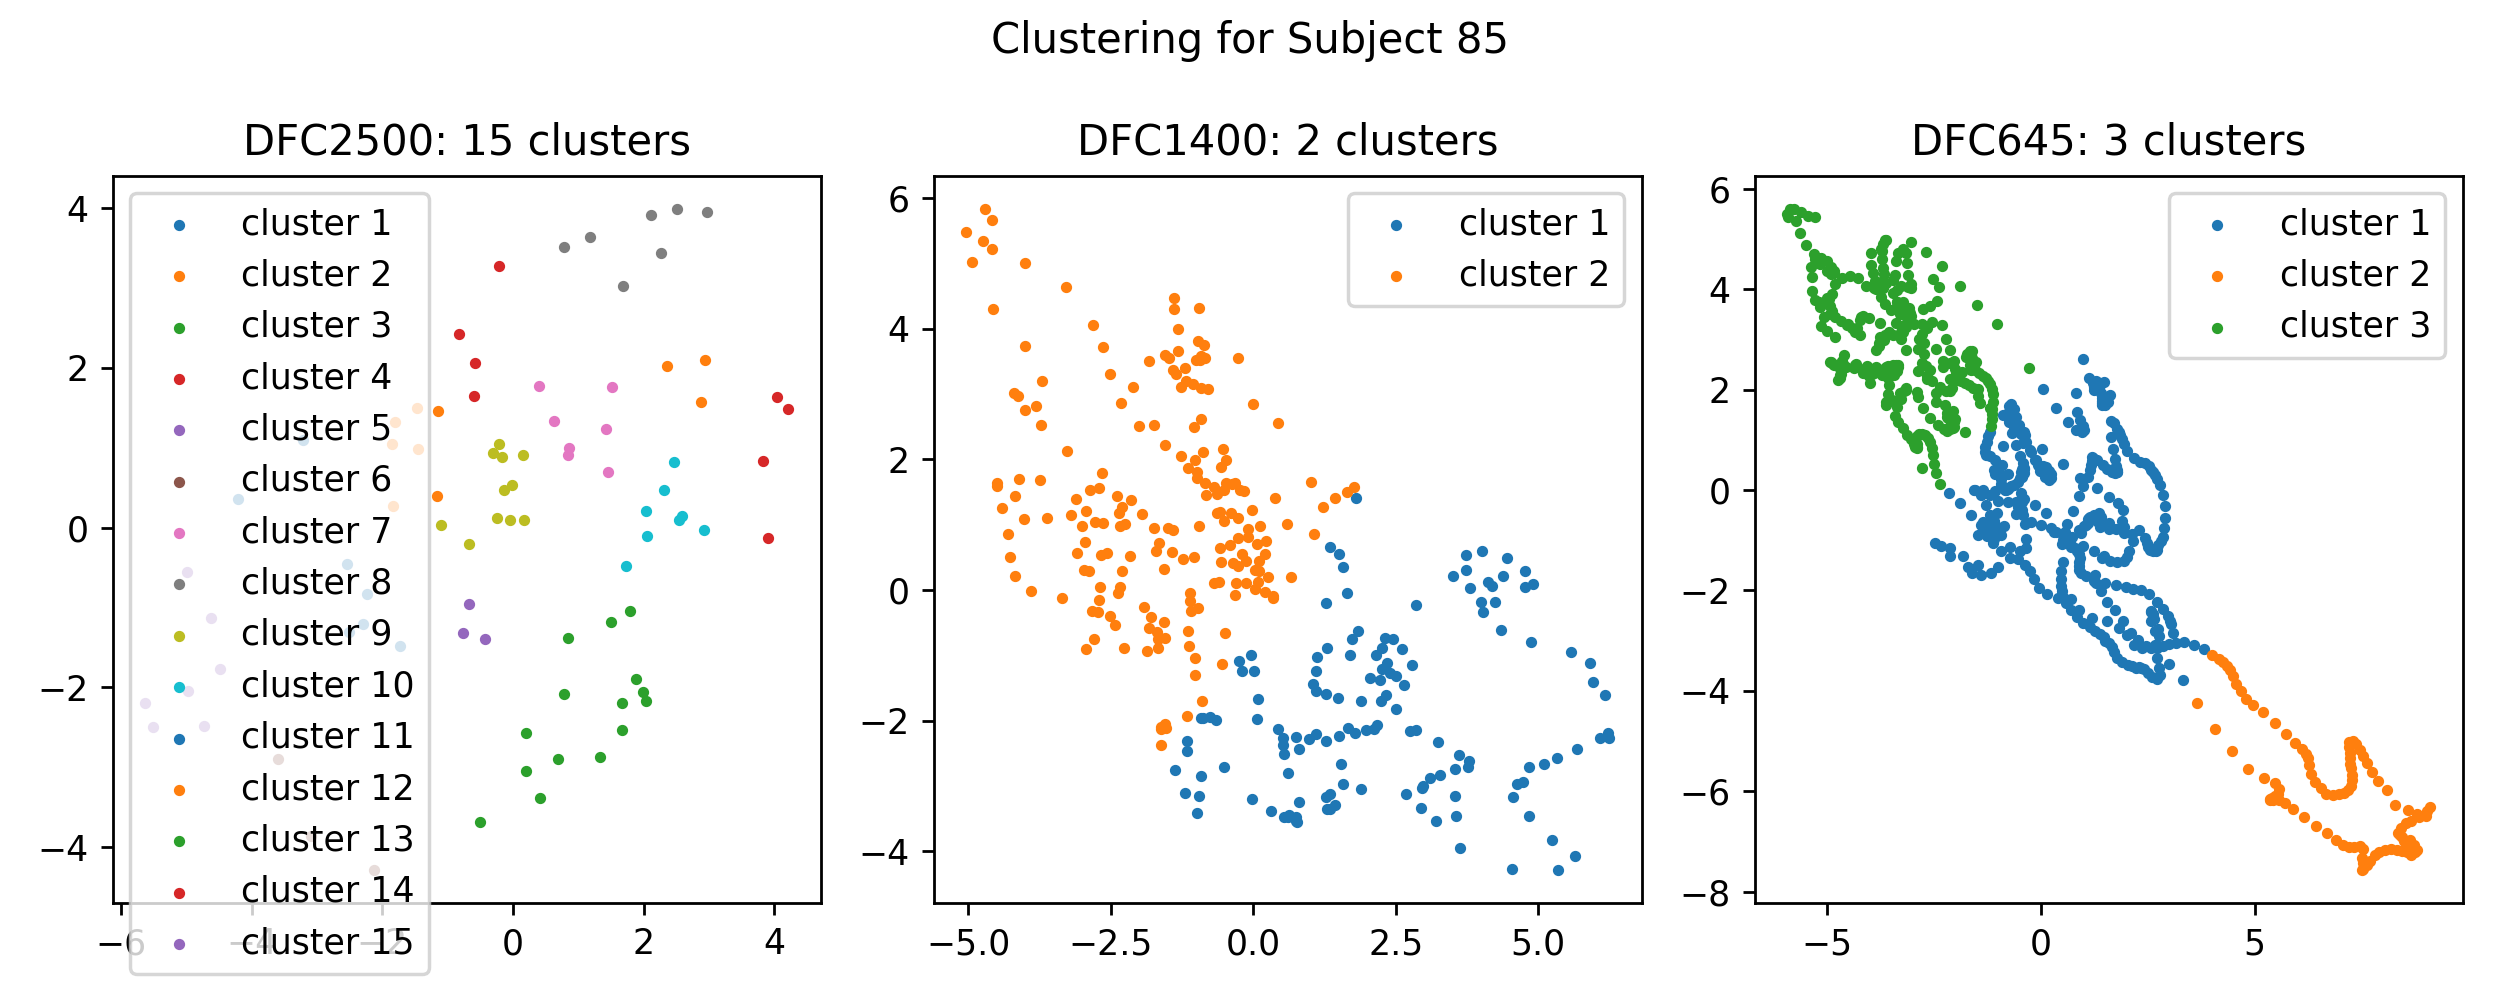 Clustering for Subject 85
DFC2500: 15 clusters
4
2
0
−2
−4
−6
−4
−2
0
2
4
cluster 1
cluster 2
cluster 3
cluster 4
cluster 5
cluster 6
cluster 7
cluster 8
cluster 9
cluster 10
cluster 11
cluster 12
cluster 13
cluster 14
cluster 15
DFC1400: 2 clusters
6
4
2
0
−2
−4
−5.0
−2.5
0.0
2.5
5.0
cluster 1
cluster 2
DFC645: 3 clusters
6
4
2
0
−2
−4
−6
−8
−5
0
5
cluster 1
cluster 2
cluster 3